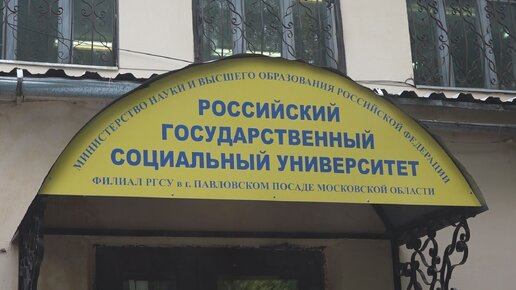 МИНИСТЕРСТВО НАУКИ И ВЫСШЕГО ОБРАЗОВАНИЯ РОССИЙСКОЙ ФЕДЕРАЦИИ
РОССИЙСКИЙ
ГОСУДАРСТВЕННЫЙ
СОЦИАЛЬНЫЙ УНИВЕРСИТЕТ
ФИЛИАЛ РГСУ в г. ПАВЛОВСКОМ ПОСАДЕ МОСКОВСКОЙ ОБЛАСТИ